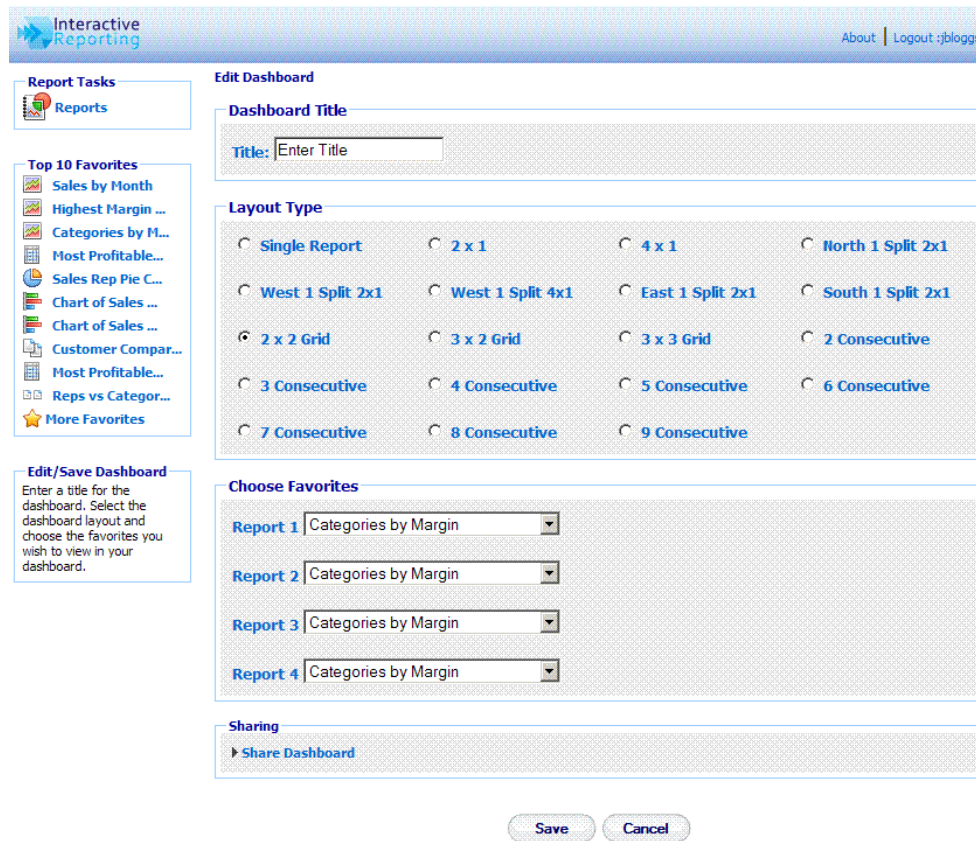 Interactive
Reporting
About | Logout :jbloggs
Report Tasks
Reports
Top 10 Favorites
Sales by Month
Highest Margin ...
Categories by M...
Most Profitable...
Sales Rep Pie C...
Chart of Sales ...
Chart of Sales ...
Customer Compar...
Most Profitable...
Reps vs Categor...
More Favorites
Edit/Save Dashboard
Enter a title for the
dashboard. Select the
dashboard layout and
choose the favorites you
wish to view in your
dashboard.
Edit Dashboard
Dashboard Title
Title: Enter Title
Layout Type
Single Report 2 x 1 4 x 1 North 1 Split 2x1
West 1 Split 2x1 West 1 Split 4x1 East 1 Split 2x1 South 1 Split 2x1
2 x 2 Grid 3 x 2 Grid 3 x 3 Grid 2 Consecutive
3 Consecutive 4 Consecutive 5 Consecutive 6 Consecutive
7 Consecutive 8 Consecutive 9 Consecutive
Choose Favorites
Report 1 Categories by Margin
Report 2 Categories by Margin
Report 3 Categories by Margin
Report 4 Categories by Margin
Sharing
Share Dashboard
Save Cancel